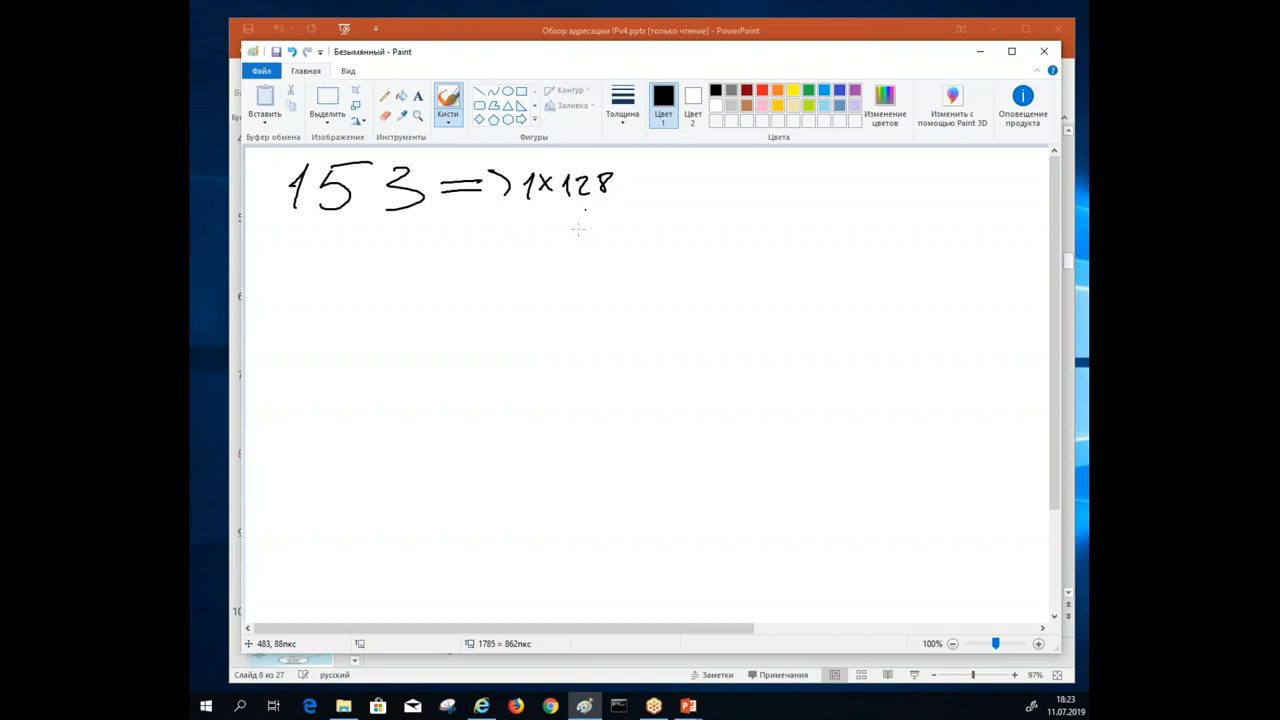 Обзор адресации IPv4.pptx [только чтение] - PowerPoint
Безымянный - Paint
Файл Главная Вид
Вставить Выделить Кисти Контур Заливка Толщина Цвет 1 Цвет 2 Изменение цветов Изменить с помощью Paint 3D Оповещение продукта
Буфер обмена Изображение Инструменты Фигуры Цвета
153 => 1×128
483, 88пкс 1785 × 862пкс 100%
Слайд 8 из 27 русский Заметки Примечания 97%
18:23
11.07.2019